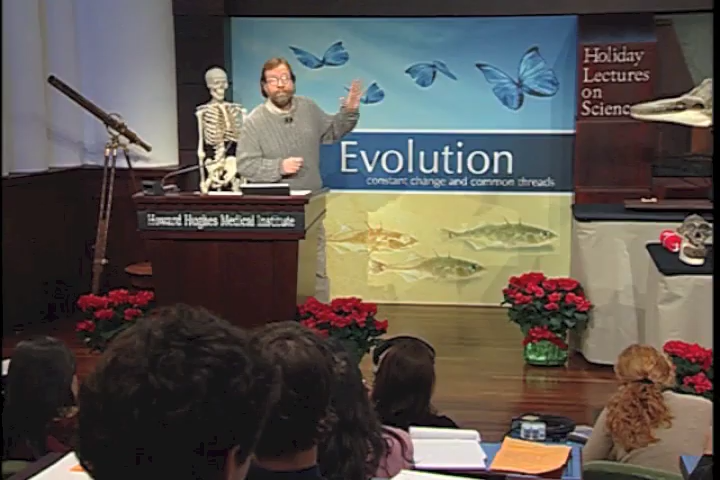 Holiday
Lectures
on
Science
Evolution
constant change and common threads
Howard Hughes Medical Institute